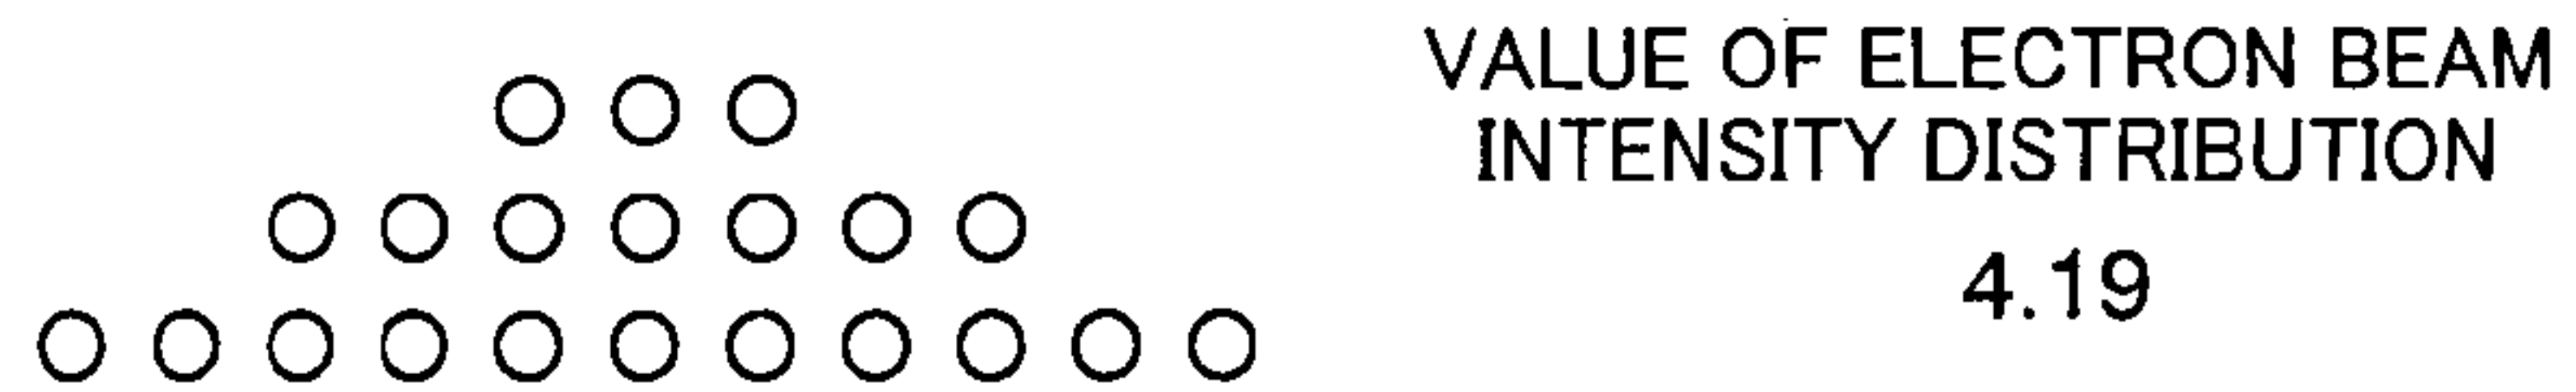 VALUE OF ELECTRON BEAM
INTENSITY DISTRIBUTION
4.19